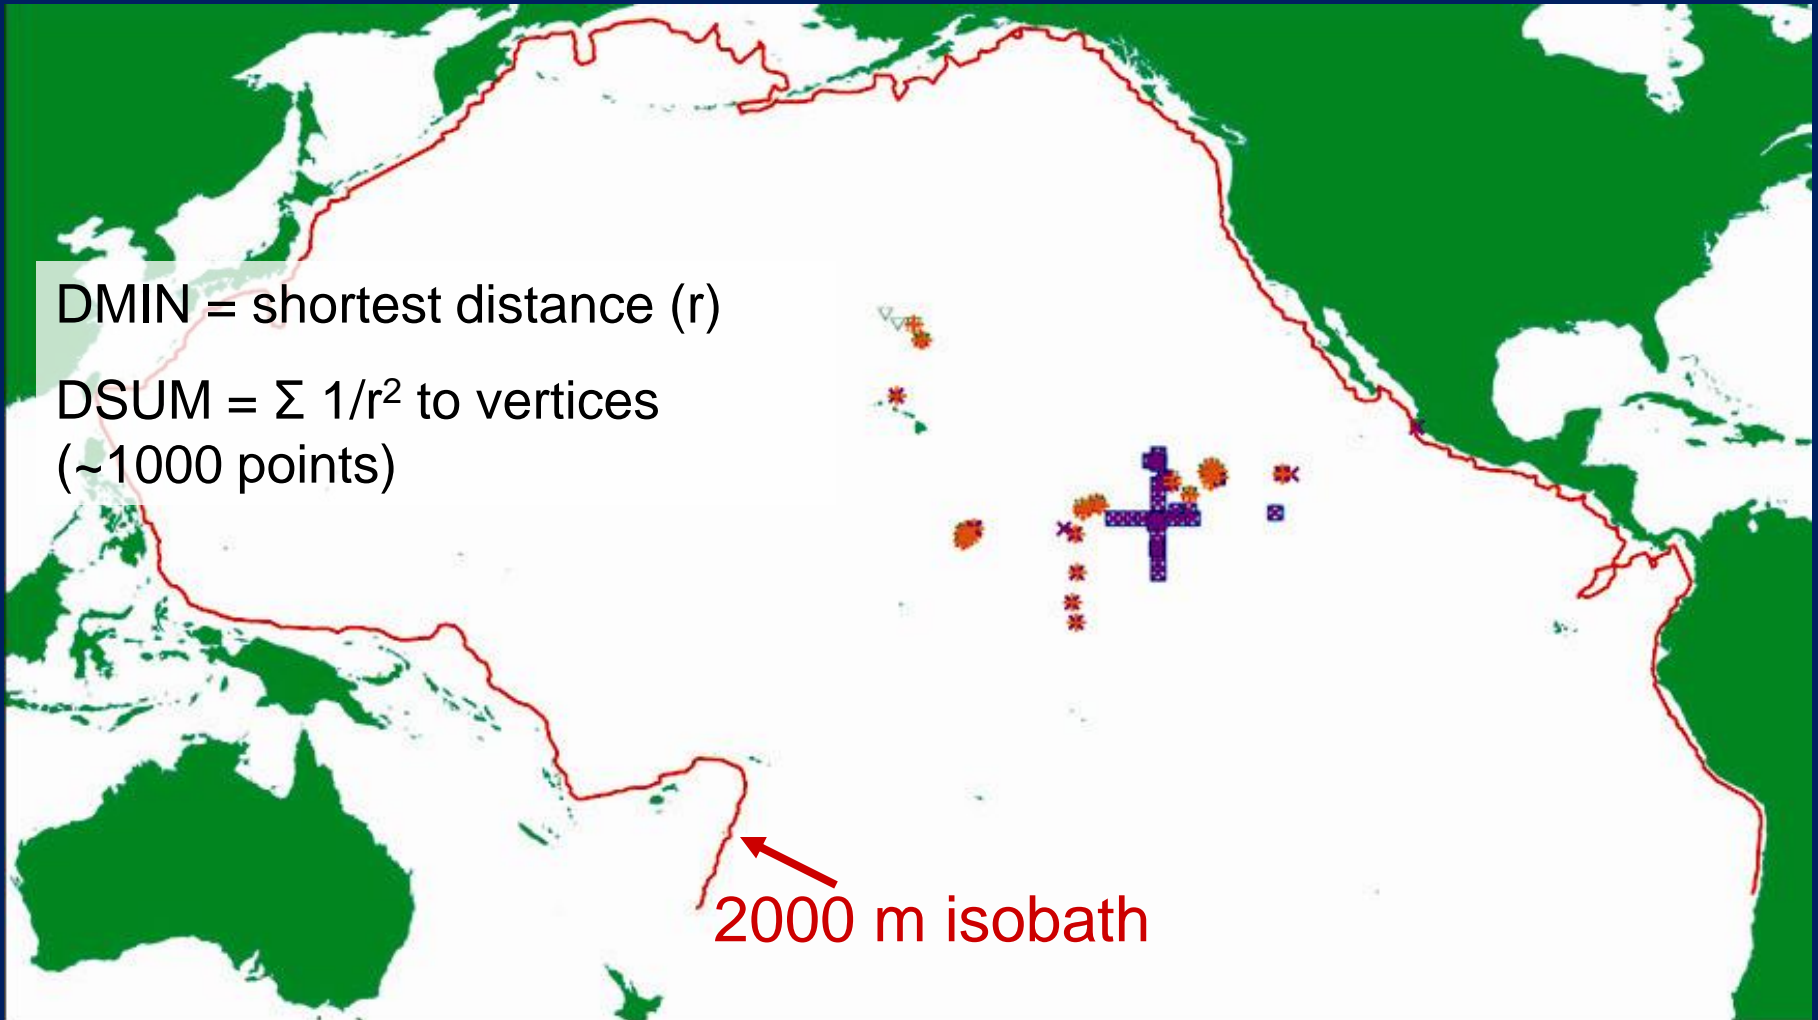 DMIN = shortest distance (r)
DSUM = Σ 1/r² to vertices
(~1000 points)
2000 m isobath